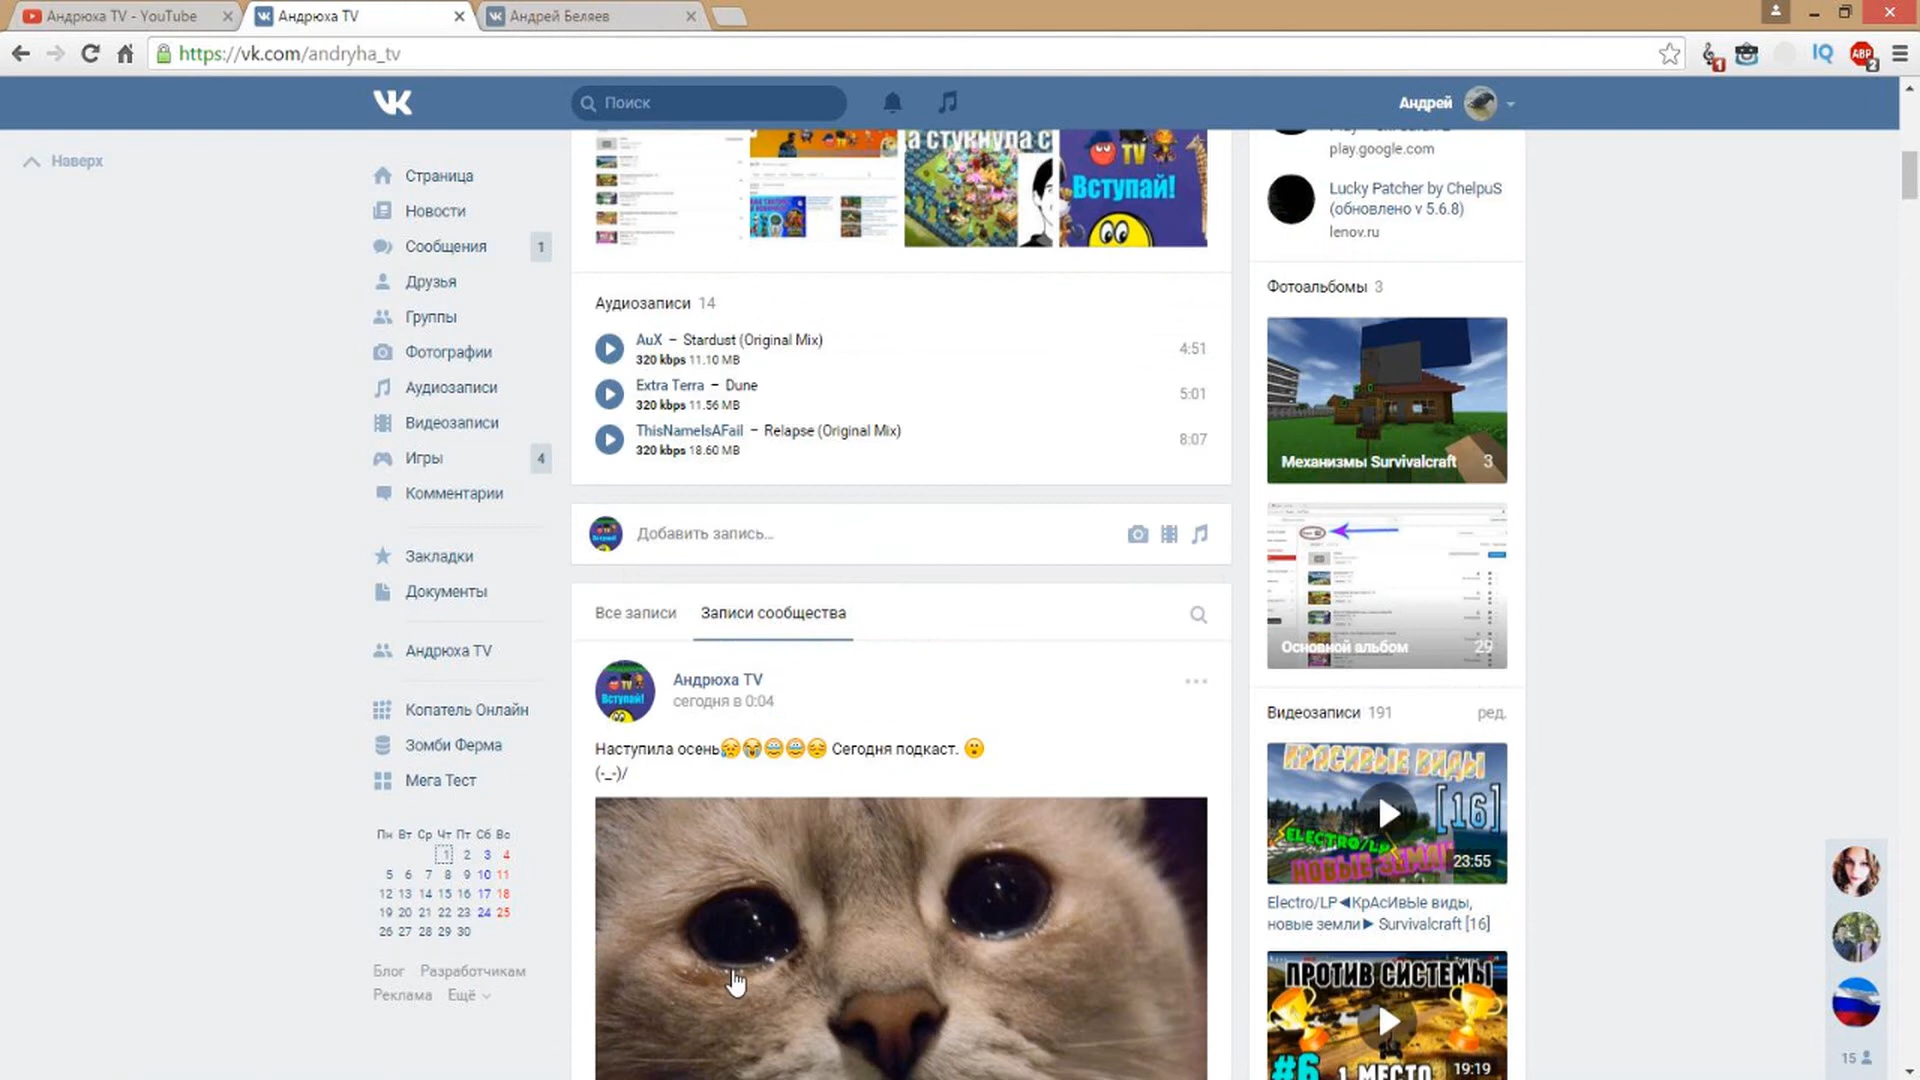 Андрюха TV - YouTube
Андрюха TV
Андрей Беляев
https://vk.com/andryha_tv
1
IQ
ABP
2
Поиск
Андрей
Наверх
Страница
Новости
Сообщения 1
Друзья
Группы
Фотографии
Аудиозаписи
Видеозаписи
Игры 4
Комментарии
Закладки
Документы
Андрюха TV
Копатель Онлайн
Зомби Ферма
Мега Тест
Пн Вт Ср Чт Пт Сб Вс
1 2 3 4
5 6 7 8 9 10 11
12 13 14 15 16 17 18
19 20 21 22 23 24 25
26 27 28 29 30
Блог Разработчикам
Реклама Ещё
а стукнула с
TV
Вступай!
Аудиозаписи 14
AuX – Stardust (Original Mix)
320 kbps 11.10 MB
4:51
Extra Terra – Dune
320 kbps 11.56 MB
5:01
ThisNameIsAFail – Relapse (Original Mix)
320 kbps 18.60 MB
8:07
Добавить запись...
Все записи Записи сообщества
TV
Вступай!
Андрюха TV
сегодня в 0:04
Наступила осень😥😭😇😇😔 Сегодня подкаст. 😮
(-_-)/
play.google.com
Lucky Patcher by ChelpuS
(обновлено v 5.6.8)
lenov.ru
Фотоальбомы 3
Механизмы Survivalcraft 3
Основной альбом 29
Видеозаписи 191 ред.
КРАСИВЫЕ ВИДЫ
[16]
ELECTRO/LP
НОВЫЕ ЗЕМЛ
23:55
Electro/LP◄КрАсИвЫе виды,
новые земли► Survivalcraft [16]
ПРОТИВ СИСТЕМЫ
#6 1 МЕСТО
19:19
15